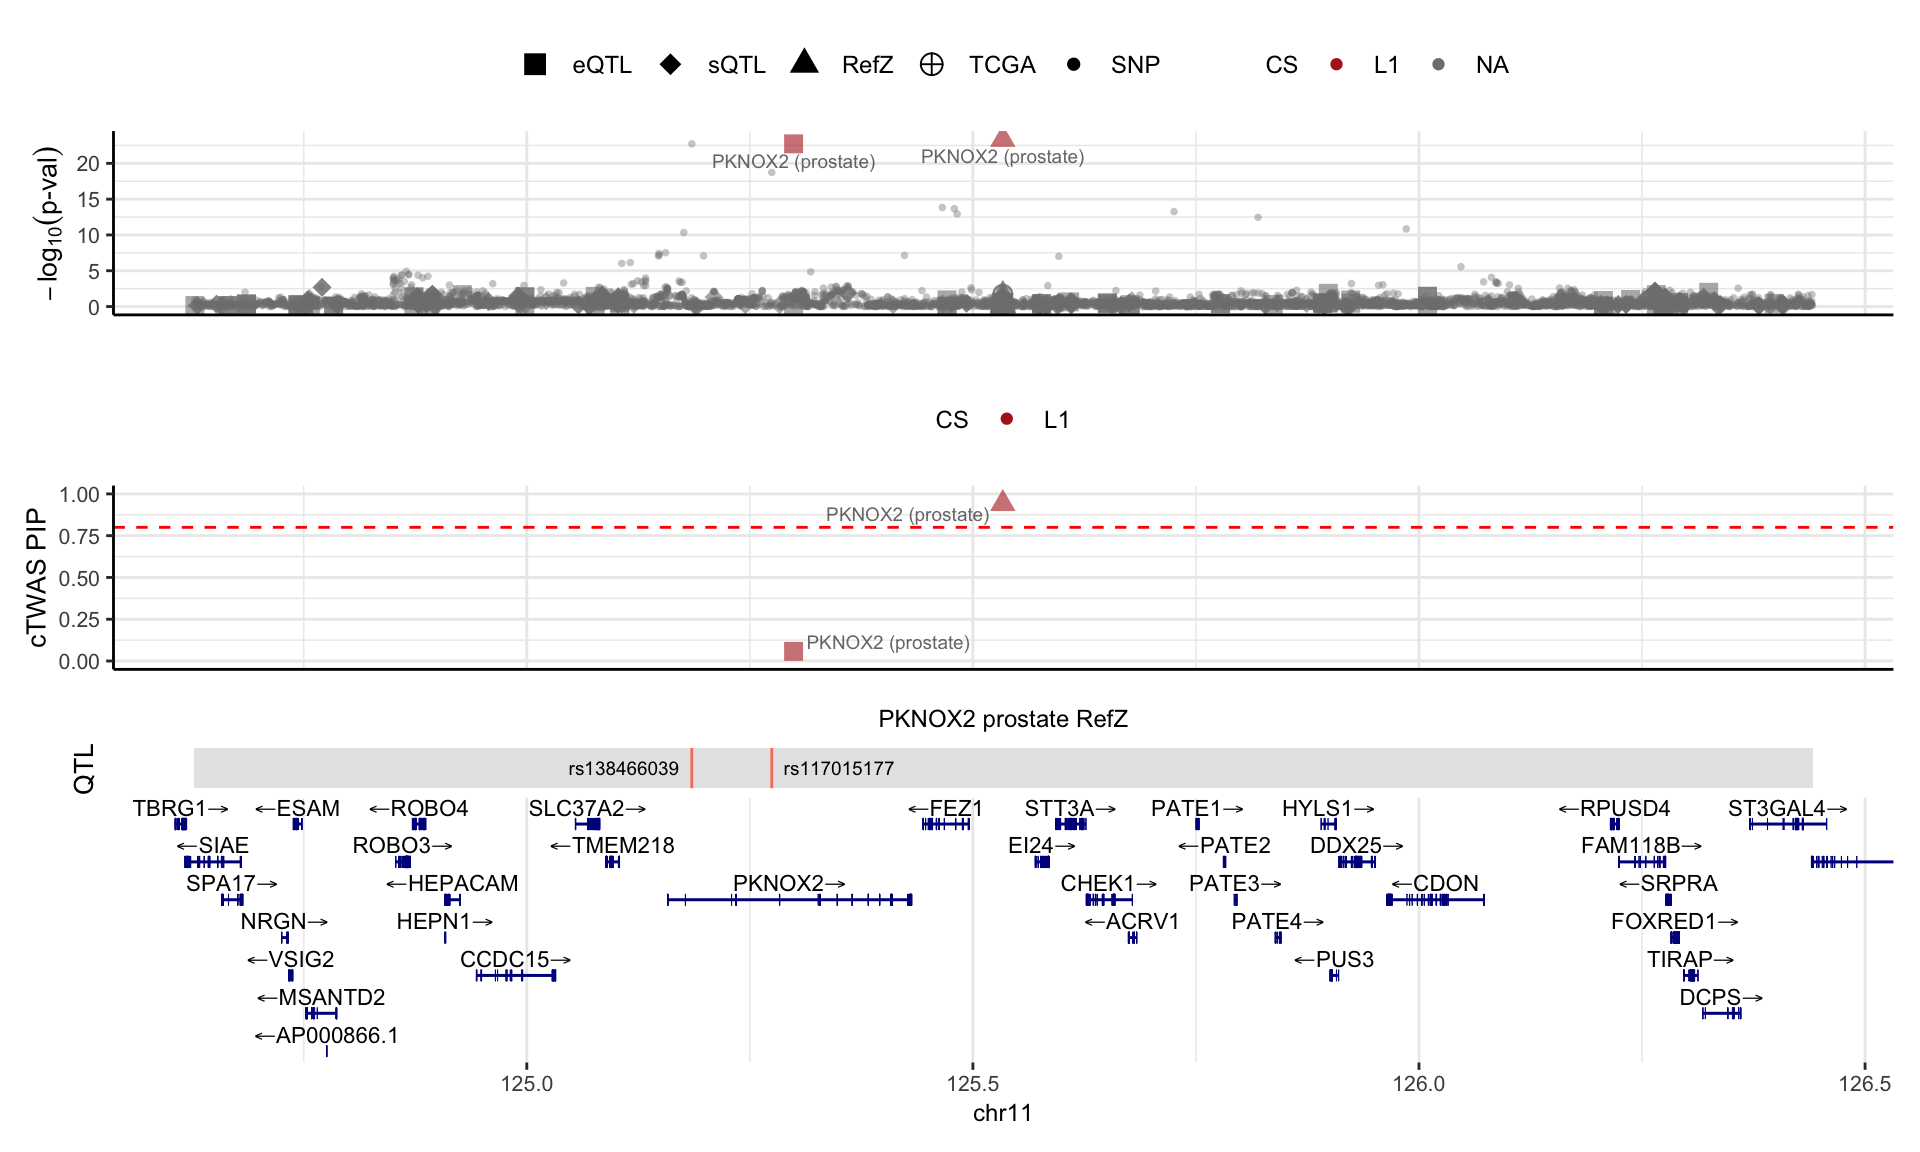 eQTL sQTL RefZ TCGA SNP CS L1 NA
− log10(p-val)
20
15
10
5
0
PKNOX2 (prostate)
PKNOX2 (prostate)
CS L1
cTWAS PIP
1.00
0.75
0.50
0.25
0.00
PKNOX2 (prostate)
PKNOX2 (prostate)
PKNOX2 prostate RefZ
QTL
rs138466039 rs117015177
TBRG1→ ←ESAM ←ROBO4 SLC37A2→ ←FEZ1 STT3A→ PATE1→ HYLS1→ ←RPUSD4 ST3GAL4→
←SIAE ROBO3→ ←TMEM218 EI24→ ←PATE2 DDX25→ FAM118B→
SPA17→ ←HEPACAM PKNOX2→ CHEK1→ PATE3→ ←CDON ←SRPRA
NRGN→ HEPN1→ ←ACRV1 PATE4→ FOXRED1→
←VSIG2 CCDC15→ ←PUS3 TIRAP→
←MSANTD2 DCPS→
←AP000866.1
125.0 125.5 126.0 126.5
chr11